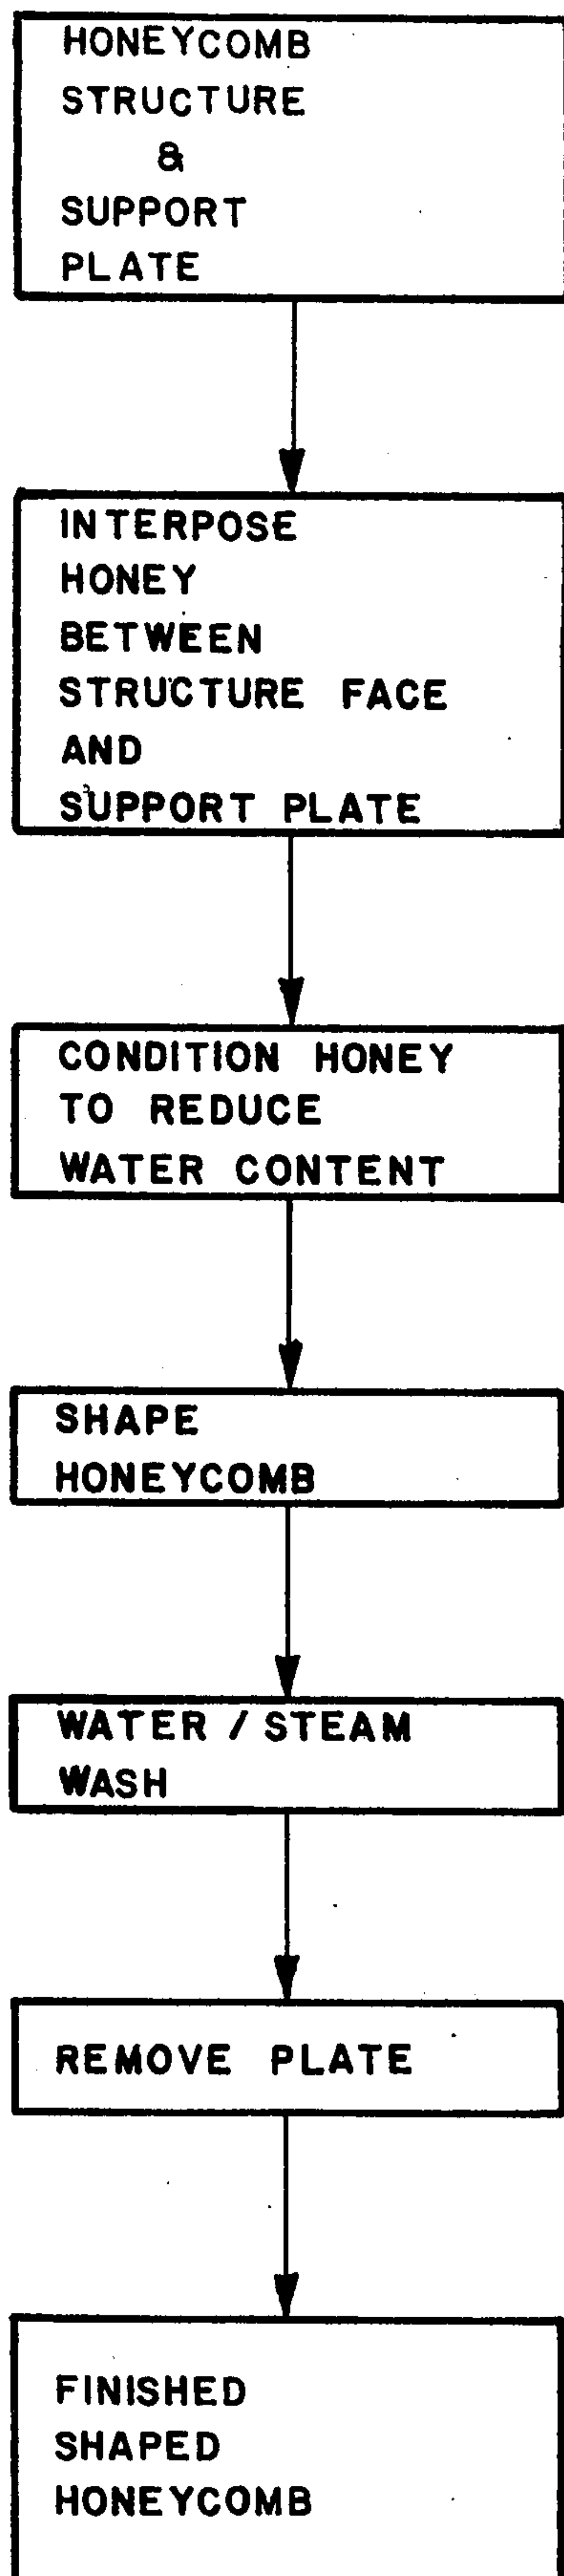 HONEYCOMB
STRUCTURE
&
SUPPORT
PLATE
INTERPOSE
HONEY
BETWEEN
STRUCTURE FACE
AND
SUPPORT PLATE
CONDITION HONEY
TO REDUCE
WATER CONTENT
SHAPE
HONEYCOMB
WATER / STEAM
WASH
REMOVE PLATE
FINISHED
SHAPED
HONEYCOMB